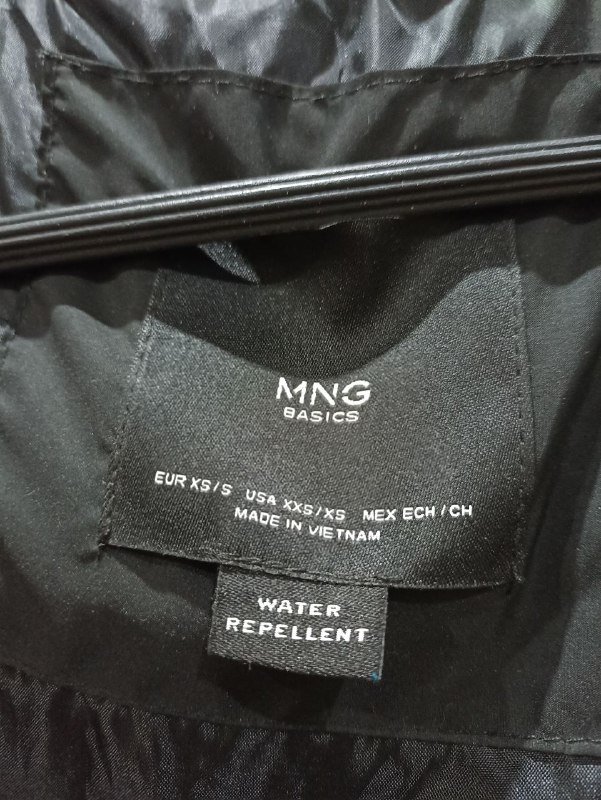 MNG
BASICS
EUR XS/S USA XXS/XS MEX ECH/CH
MADE IN VIETNAM
WATER
REPELLENT